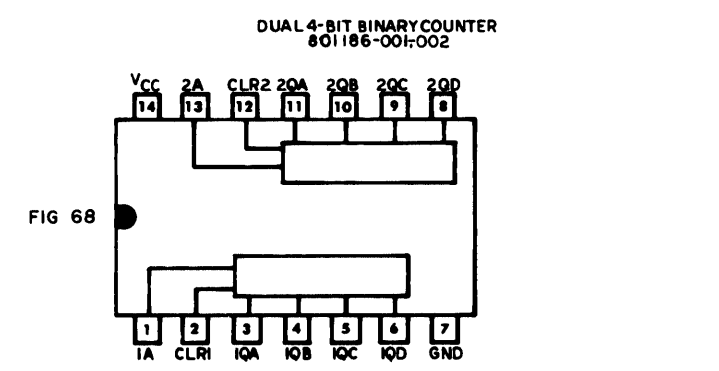 DUAL 4-BIT BINARY COUNTER
801186-001,-002
VCC 2A CLR2 2QA 2QB 2QC 2QD
14 13 12 11 10 9 8
FIG 68
1 2 3 4 5 6 7
1A CLR1 1QA 1QB 1QC 1QD GND